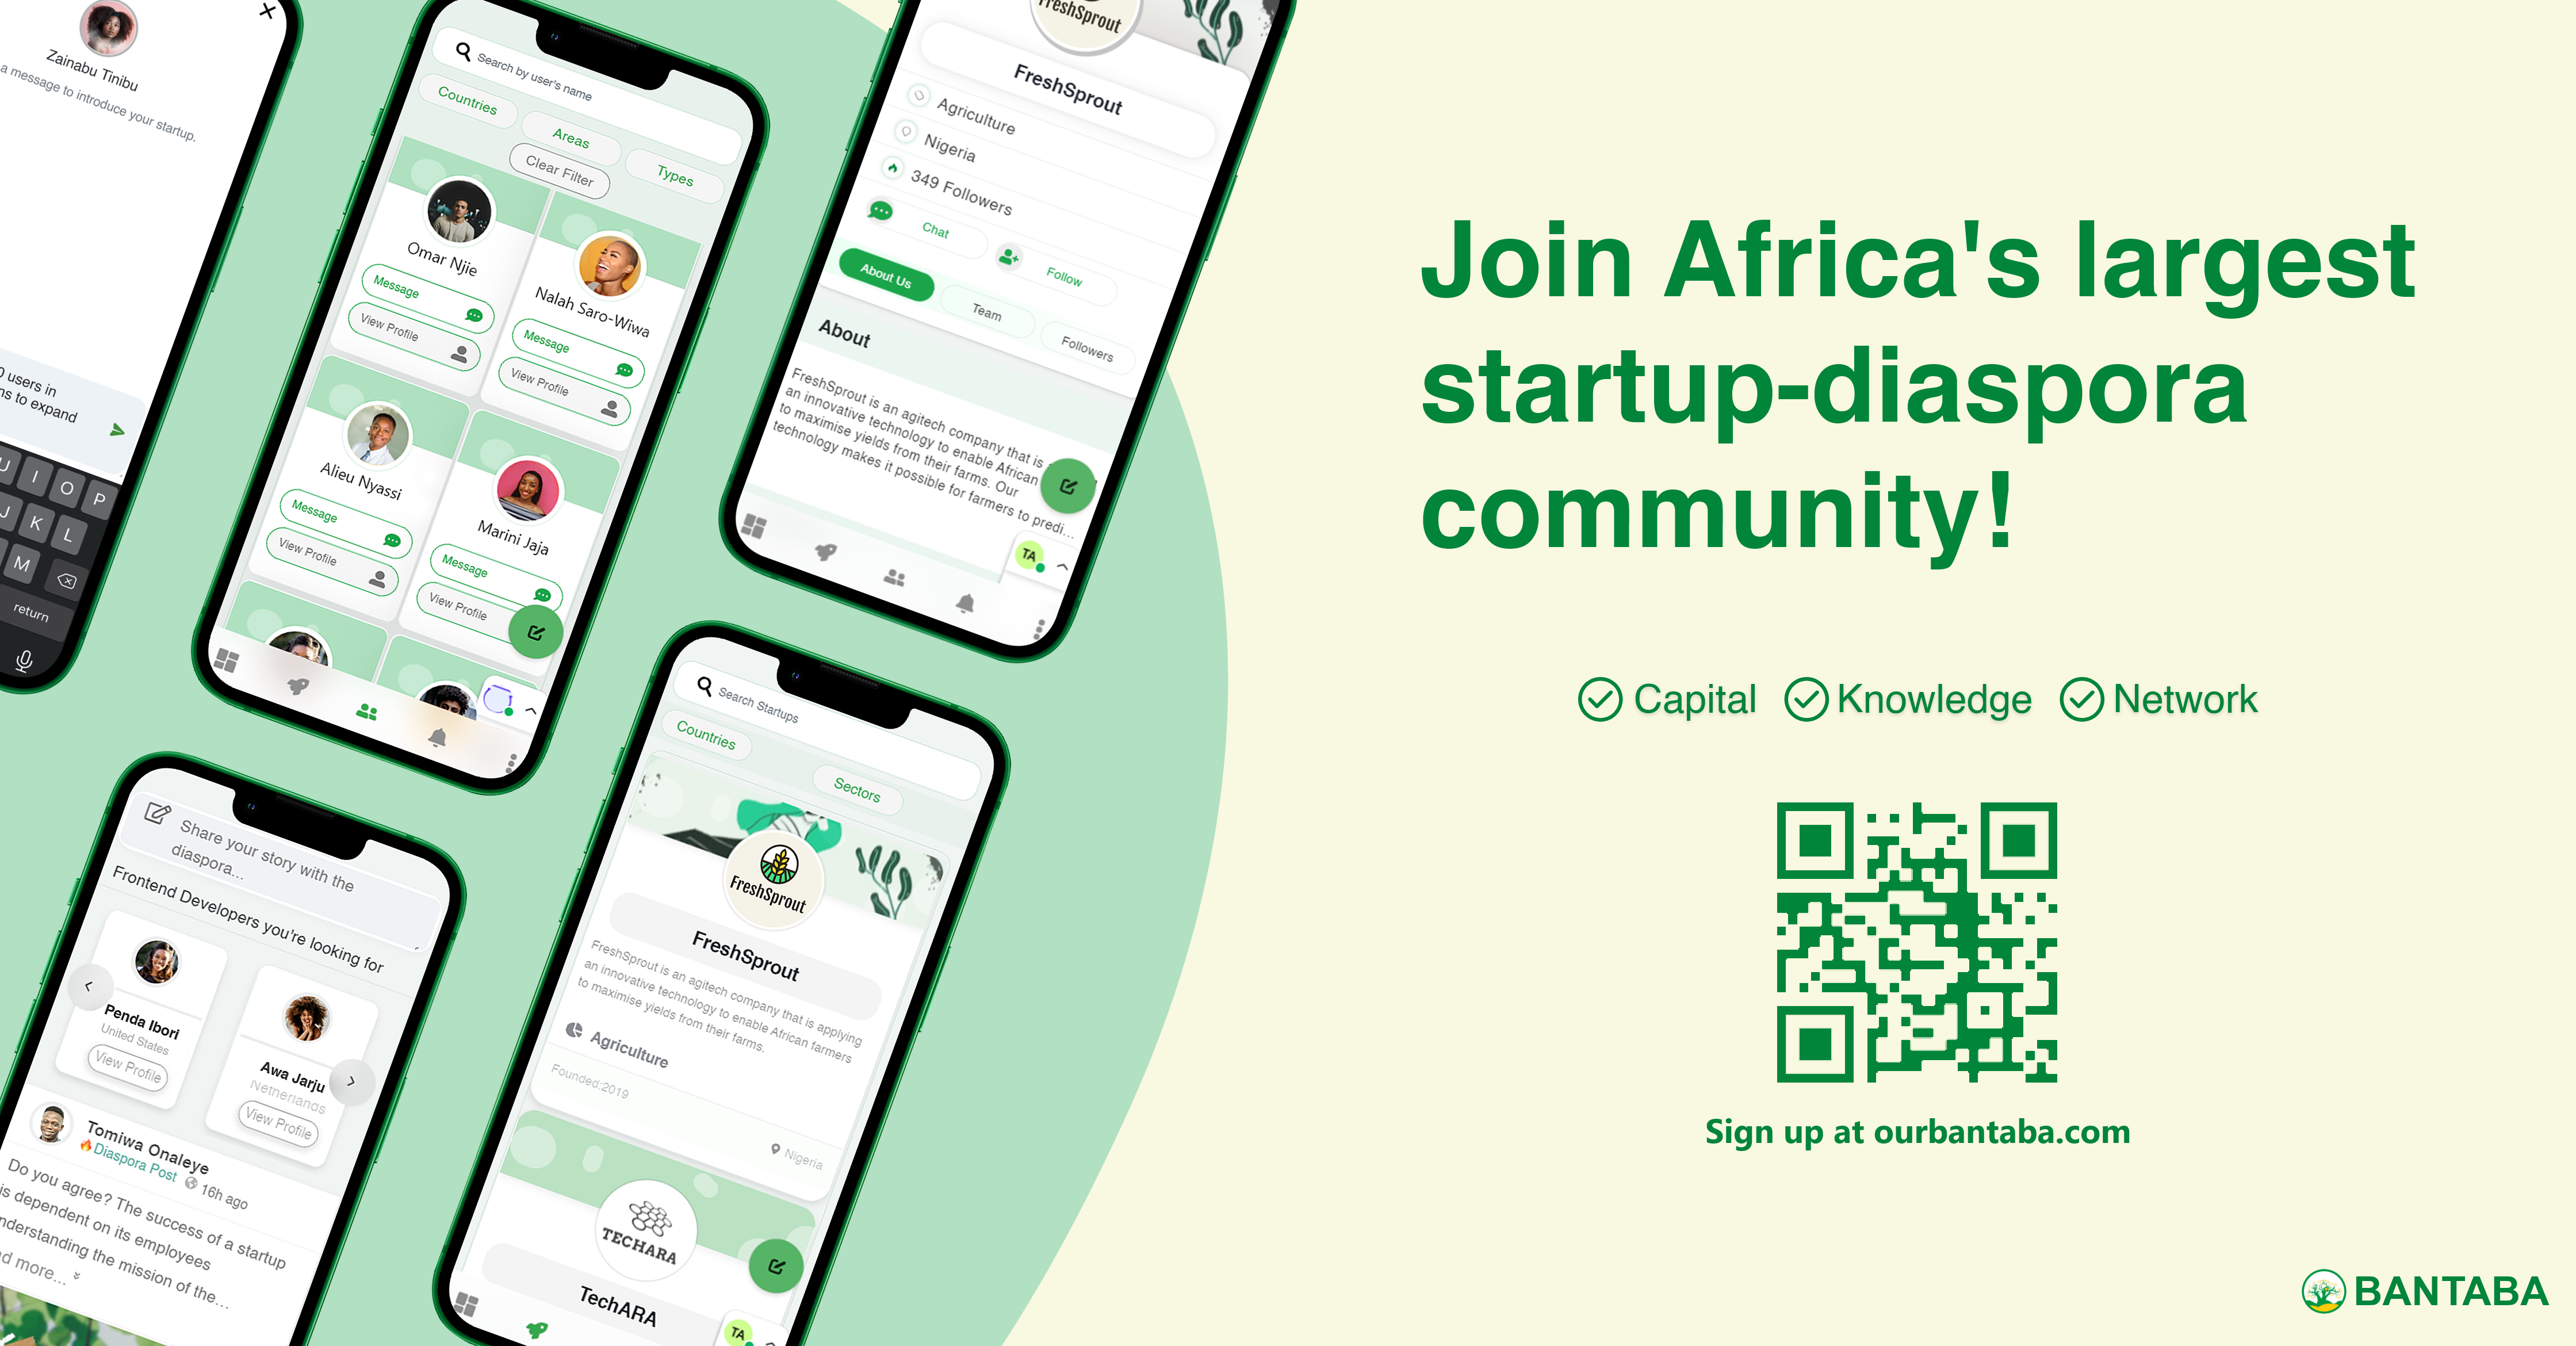 Zainabu Tinibu
a message to introduce your startup.
0 users in
ns to expand
U I O P
J K L
M
return
Search by user's name
Countries
Areas
Types
Clear Filter
Omar Njie
Message
View Profile
Nalah Saro-Wiwa
Message
View Profile
Alieu Nyassi
Message
View Profile
Marini Jaja
Message
View Profile
FreshSprout
FreshSprout
Agriculture
Nigeria
349 Followers
Chat
Follow
About Us
Team
Followers
About
FreshSprout is an agitech company that is
an innovative technology to enable African
to maximise yields from their farms. Our
technology makes it possible for farmers to predi...
TA
Share your story with the
diaspora...
Frontend Developers you're looking for
Penda Ibori
United States
View Profile
Awa Jarju
Netherlands
View Profile
Tomiwa Onaleye
Diaspora Post 16h ago
Do you agree? The success of a startup
is dependent on its employees
nderstanding the mission of the...
d more...
Search Startups
Countries
Sectors
FreshSprout
FreshSprout
FreshSprout is an agitech company that is applying
an innovative technology to enable African farmers
to maximise yields from their farms.
Agriculture
Founded:2019
Nigeria
TECHARA
TechARA
TA
Join Africa's largest
startup-diaspora
community!
Capital Knowledge Network
Sign up at ourbantaba.com
BANTABA